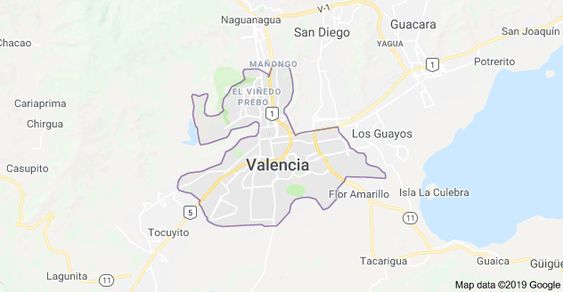 Naguanagua
V-1
Guacara
San Joaquín
Chacao
San Diego
YAGUA
1
Potrerito
MAÑONGO
EL VIÑEDO
PREBO
Cariaprima
Chirgua
1
Los Guayos
Casupito
Valencia
Flor Amarillo
Isla La Culebra
5
11
Tocuyito
Lagunita
Tacarigua
11
Guaica
Güigüe
Map data ©2019 Google